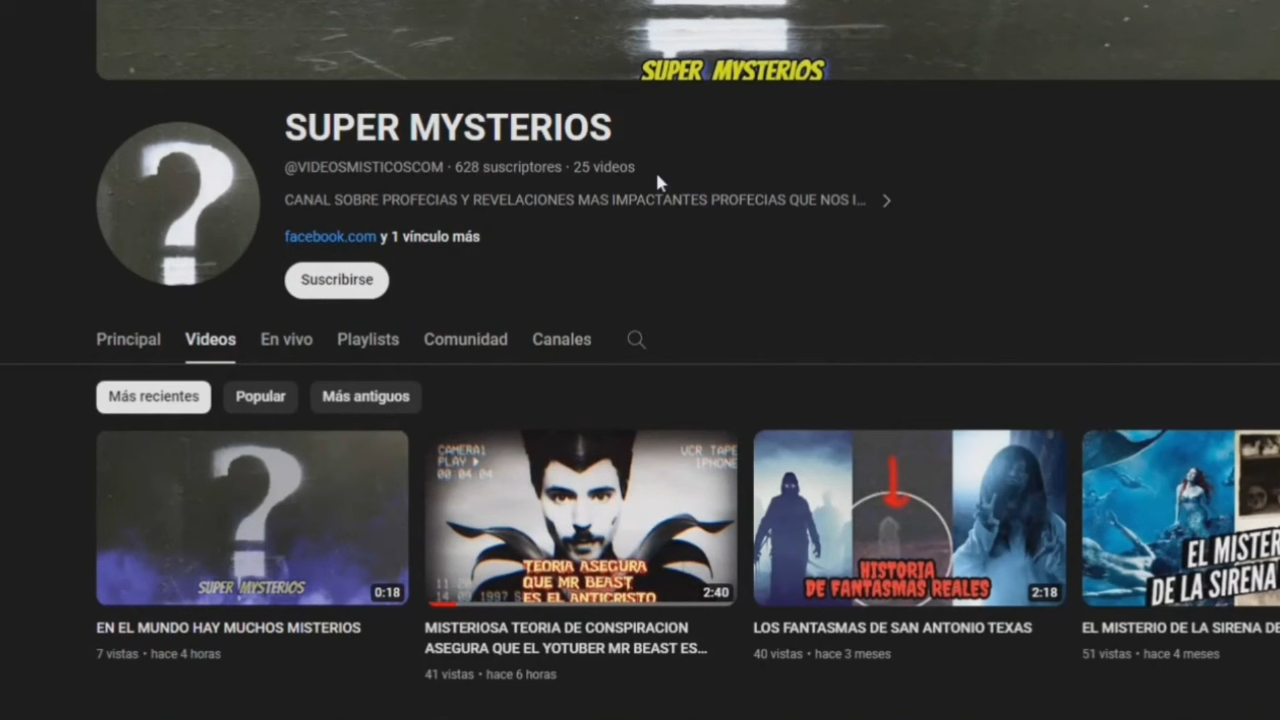 SUPER MYSTERIOS
SUPER MYSTERIOS
@VIDEOSMISTICOSCOM · 628 suscriptores · 25 videos
CANAL SOBRE PROFECIAS Y REVELACIONES MAS IMPACTANTES PROFECIAS QUE NOS I...
facebook.com y 1 vínculo más
Suscribirse
Principal Videos En vivo Playlists Comunidad Canales
Más recientes Popular Más antiguos
SUPER MYSTERIOS
0:18
CAMERA1
PLAY
00:04:04
VCR TAPE
IPHONE
TEORIA ASEGURA
QUE MR BEAST
ES EL ANTICRISTO
2:40
HISTORIA
DE FANTASMAS REALES
2:18
EL MISTER
DE LA SIRENA
EN EL MUNDO HAY MUCHOS MISTERIOS
7 vistas • hace 4 horas
MISTERIOSA TEORIA DE CONSPIRACION
ASEGURA QUE EL YOTUBER MR BEAST ES...
41 vistas • hace 6 horas
LOS FANTASMAS DE SAN ANTONIO TEXAS
40 vistas • hace 3 meses
EL MISTERIO DE LA SIRENA DE
51 vistas • hace 4 meses